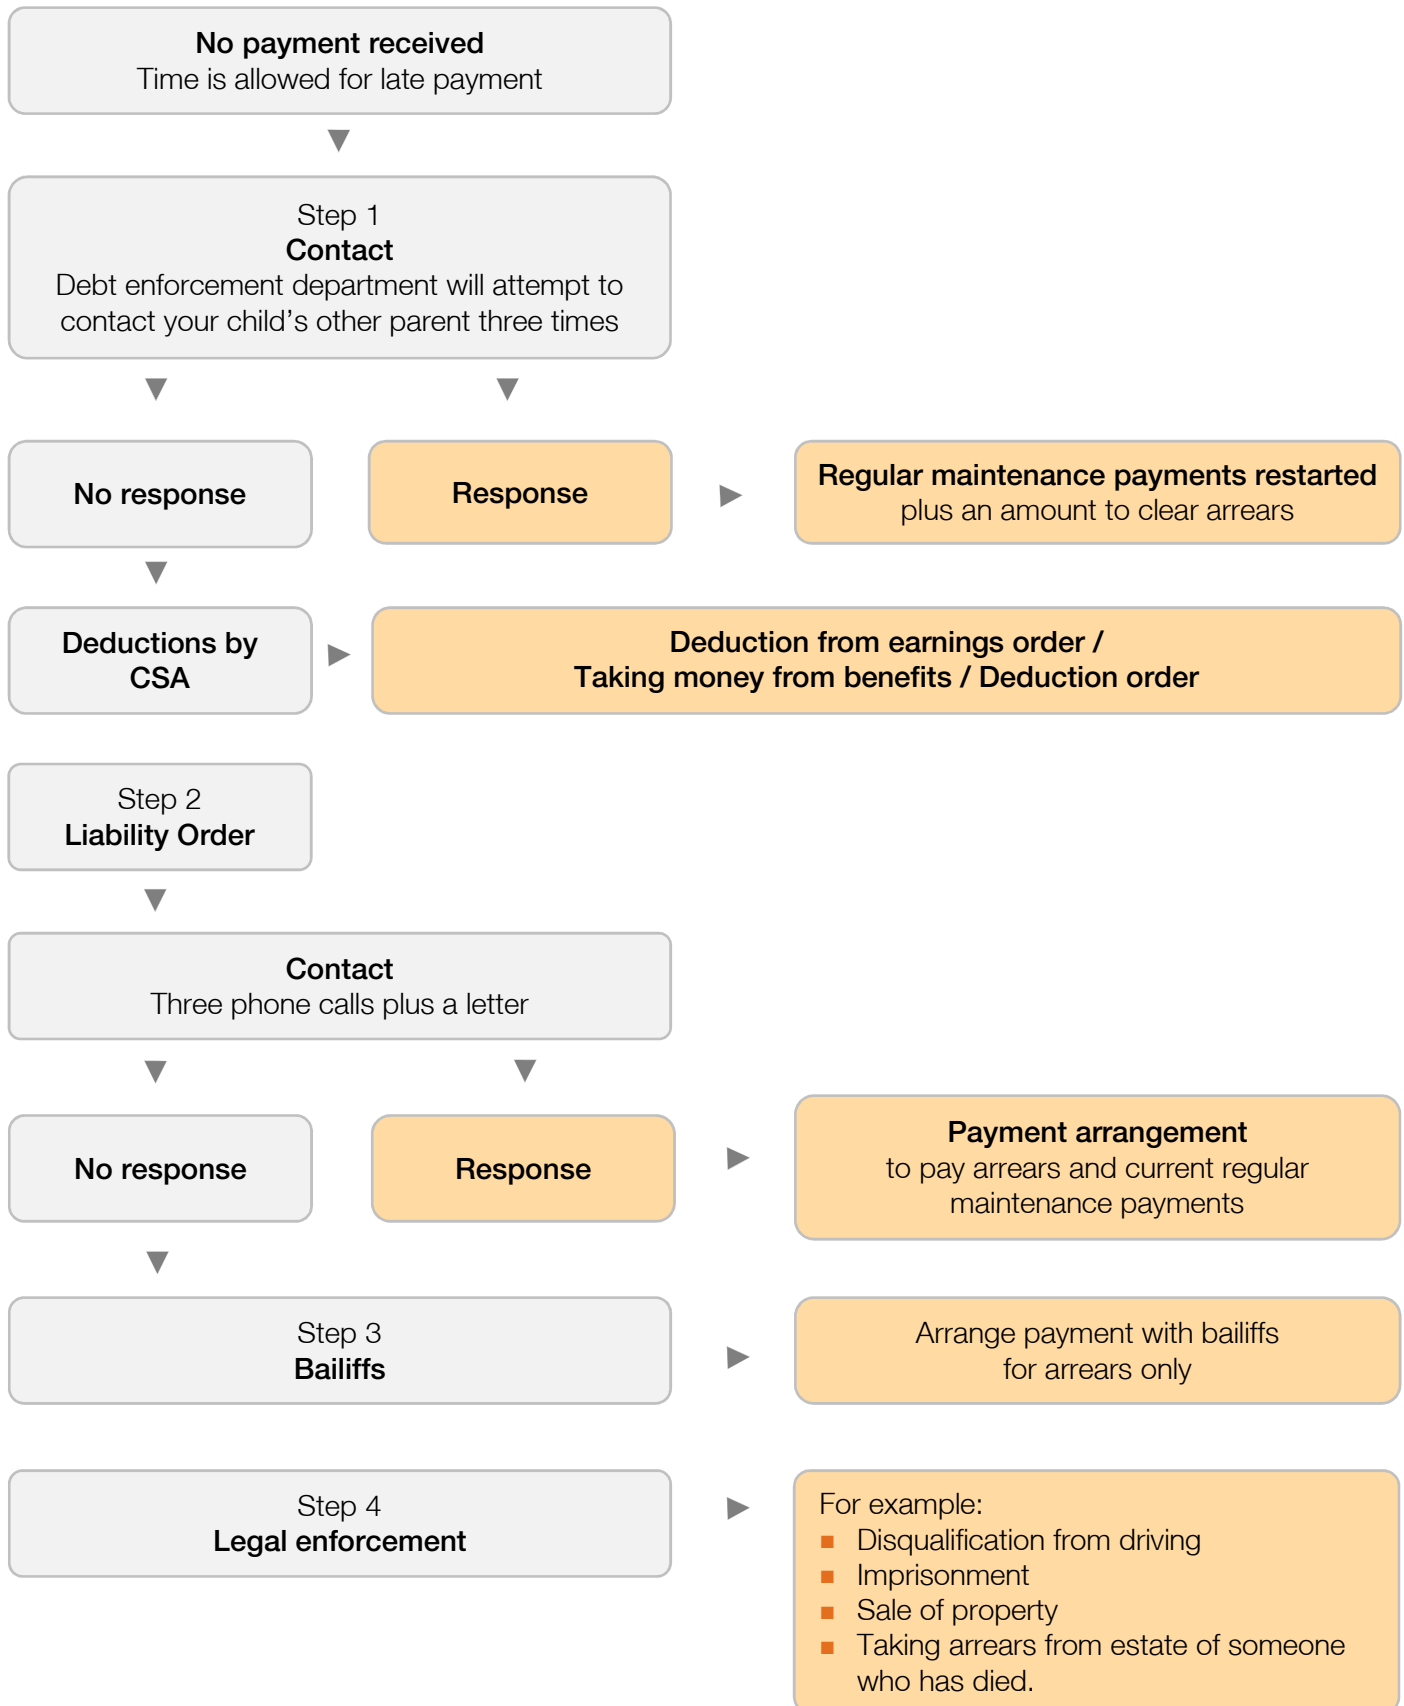 No payment received
Time is allowed for late payment
Step 1
Contact
Debt enforcement department will attempt to
contact your child's other parent three times
No response
Response
Regular maintenance payments restarted
plus an amount to clear arrears
Deductions by
CSA
Deduction from earnings order /
Taking money from benefits / Deduction order
Step 2
Liability Order
Contact
Three phone calls plus a letter
No response
Response
Payment arrangement
to pay arrears and current regular
maintenance payments
Step 3
Bailiffs
Arrange payment with bailiffs
for arrears only
Step 4
Legal enforcement
For example:
Disqualification from driving
Imprisonment
Sale of property
Taking arrears from estate of someone
who has died.